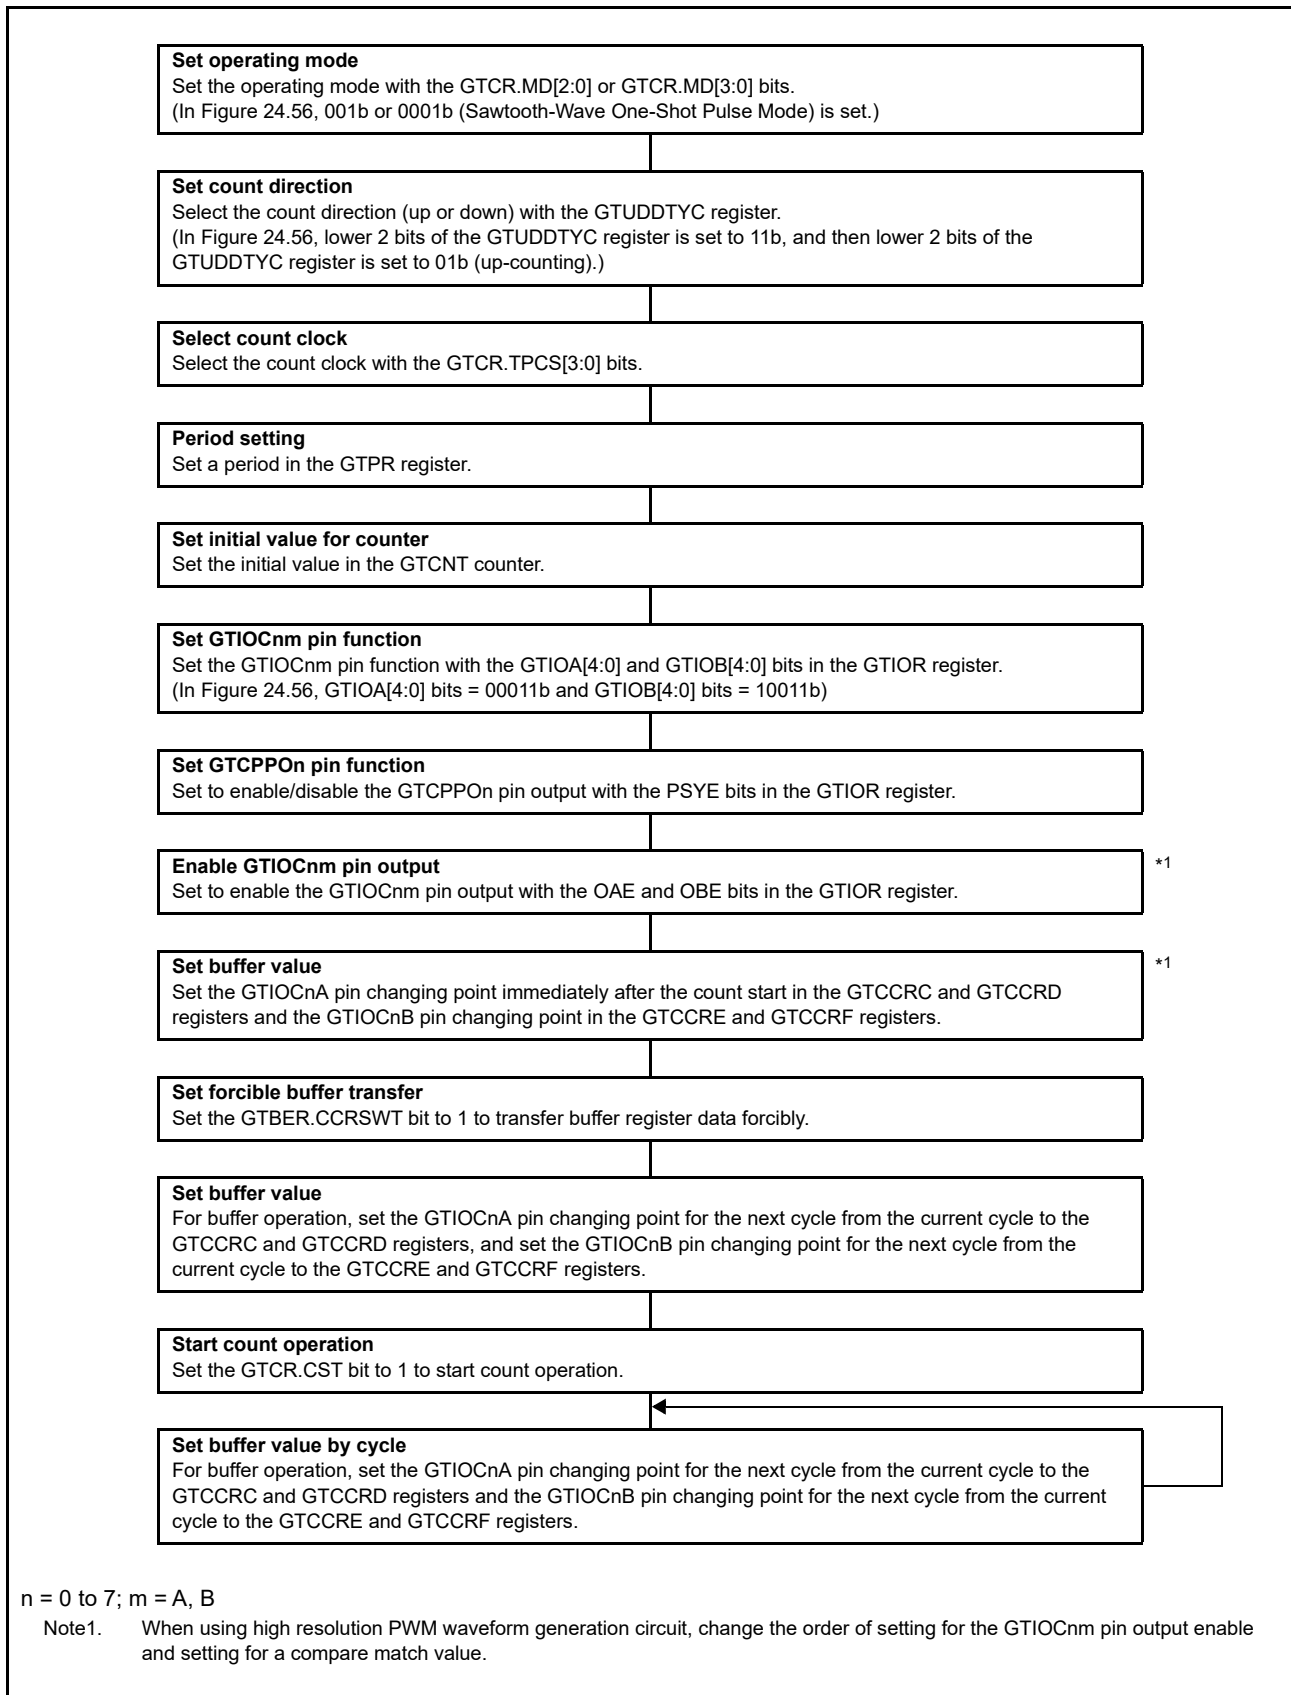 Set operating mode
Set the operating mode with the GTCR.MD[2:0] or GTCR.MD[3:0] bits.
(In Figure 24.56, 001b or 0001b (Sawtooth-Wave One-Shot Pulse Mode) is set.)
Set count direction
Select the count direction (up or down) with the GTUDDTYC register.
(In Figure 24.56, lower 2 bits of the GTUDDTYC register is set to 11b, and then lower 2 bits of the
GTUDDTYC register is set to 01b (up-counting).)
Select count clock
Select the count clock with the GTCR.TPCS[3:0] bits.
Period setting
Set a period in the GTPR register.
Set initial value for counter
Set the initial value in the GTCNT counter.
Set GTIOCnm pin function
Set the GTIOCnm pin function with the GTIOA[4:0] and GTIOB[4:0] bits in the GTIOR register.
(In Figure 24.56, GTIOA[4:0] bits = 00011b and GTIOB[4:0] bits = 10011b)
Set GTCPPOn pin function
Set to enable/disable the GTCPPOn pin output with the PSYE bits in the GTIOR register.
Enable GTIOCnm pin output *1
Set to enable the GTIOCnm pin output with the OAE and OBE bits in the GTIOR register.
Set buffer value *1
Set the GTIOCnA pin changing point immediately after the count start in the GTCCRC and GTCCRD
registers and the GTIOCnB pin changing point in the GTCCRE and GTCCRF registers.
Set forcible buffer transfer
Set the GTBER.CCRSWT bit to 1 to transfer buffer register data forcibly.
Set buffer value
For buffer operation, set the GTIOCnA pin changing point for the next cycle from the current cycle to the
GTCCRC and GTCCRD registers, and set the GTIOCnB pin changing point for the next cycle from the
current cycle to the GTCCRE and GTCCRF registers.
Start count operation
Set the GTCR.CST bit to 1 to start count operation.
Set buffer value by cycle
For buffer operation, set the GTIOCnA pin changing point for the next cycle from the current cycle to the
GTCCRC and GTCCRD registers and the GTIOCnB pin changing point for the next cycle from the current
cycle to the GTCCRE and GTCCRF registers.
n = 0 to 7; m = A, B
Note1. When using high resolution PWM waveform generation circuit, change the order of setting for the GTIOCnm pin output enable
and setting for a compare match value.